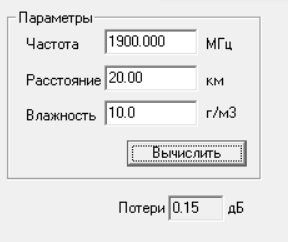 Параметры
Частота 1900.000 МГц
Расстояние 20.00 км
Влажность 10.0 г/м3
Вычислить
Потери 0.15 дБ